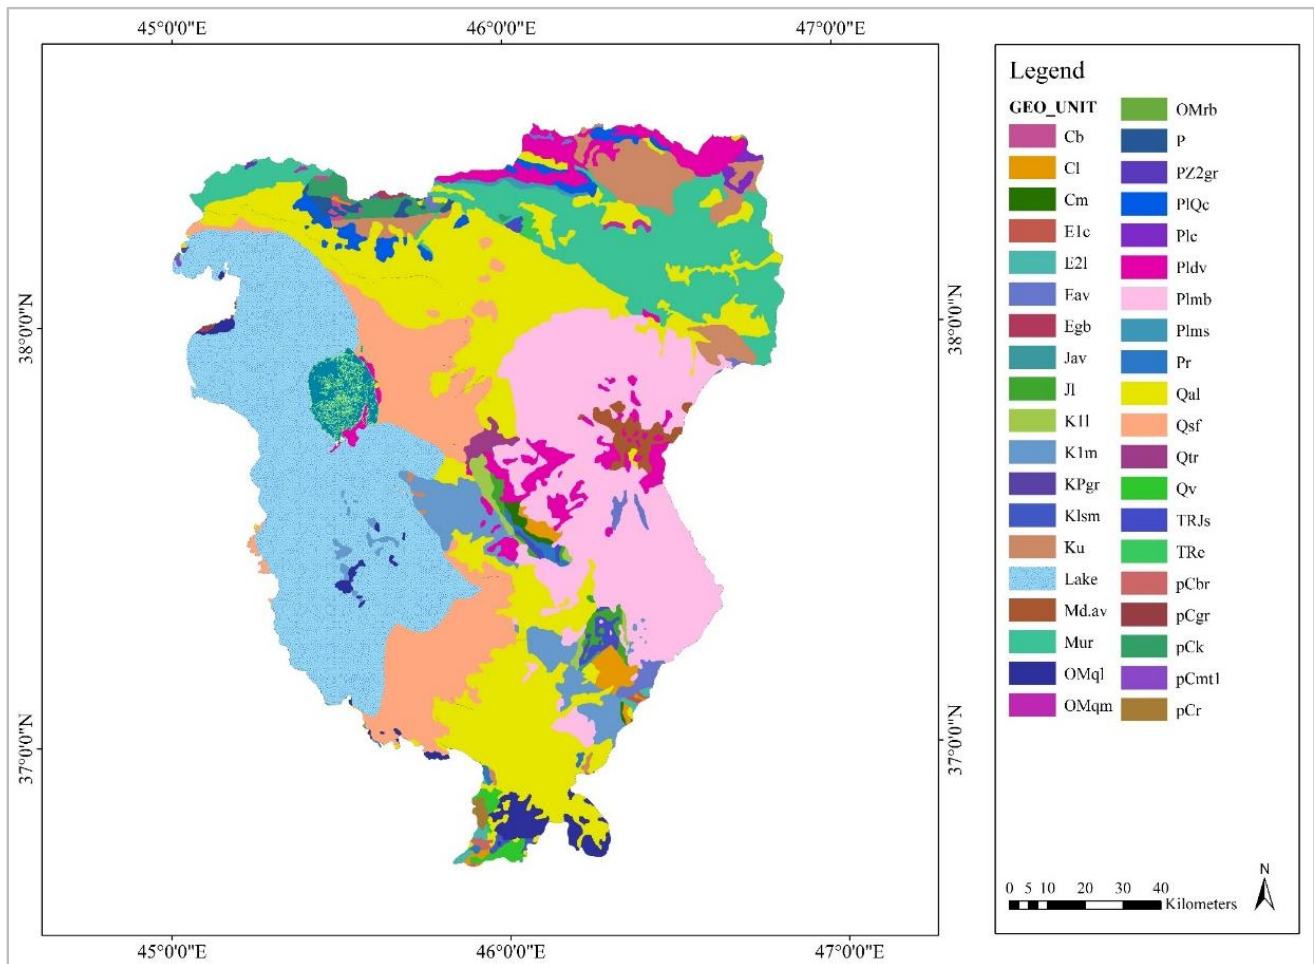 45°0'0"E
46°0'0"E
47°0'0"E
38°0'0"N
37°0'0"N
38°0'0"N
37°0'0"N
45°0'0"E
46°0'0"E
47°0'0"E
Legend
GEO_UNIT
Cb
Cl
Cm
E1c
E2l
Eav
Egb
Jav
Jl
K1l
K1m
KPgr
Klsm
Ku
Lake
Md.av
Mur
OMql
OMqm
OMrb
P
PZ2gr
PlQc
Plc
Pldv
Plmb
Plms
Pr
Qal
Qsf
Qtr
Qv
TRJs
TRe
pCbr
pCgr
pCk
pCmt1
pCr
0 5 10 20 30 40
Kilometers
N